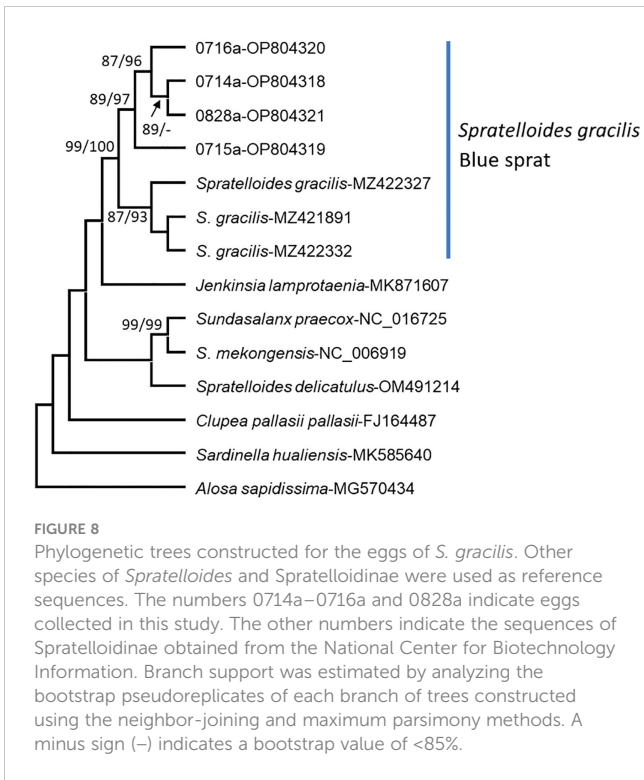 87/96
0716a-OP804320
0714a-OP804318
89/97
0828a-OP804321
89/-
Spratelloides gracilis
99/100
0715a-OP804319
Blue sprat
Spratelloides gracilis-MZ422327
87/93
S. gracilis-MZ421891
S. gracilis-MZ422332
Jenkinsia lamprotaenia-MK871607
99/99
Sundasalanx praecox-NC_016725
S. mekongensis-NC_006919
Spratelloides delicatulus-OM491214
Clupea pallasii pallasii-FJ164487
Sardinella hualiensis-MK585640
Alosa sapidissima-MG570434
FIGURE 8
Phylogenetic trees constructed for the eggs of S. gracilis. Other
species of Spratelloides and Spratelloidinae were used as reference
sequences. The numbers 0714a–0716a and 0828a indicate eggs
collected in this study. The other numbers indicate the sequences of
Spratelloidinae obtained from the National Center for Biotechnology
Information. Branch support was estimated by analyzing the
bootstrap pseudoreplicates of each branch of trees constructed
using the neighbor-joining and maximum parsimony methods. A
minus sign (–) indicates a bootstrap value of <85%.